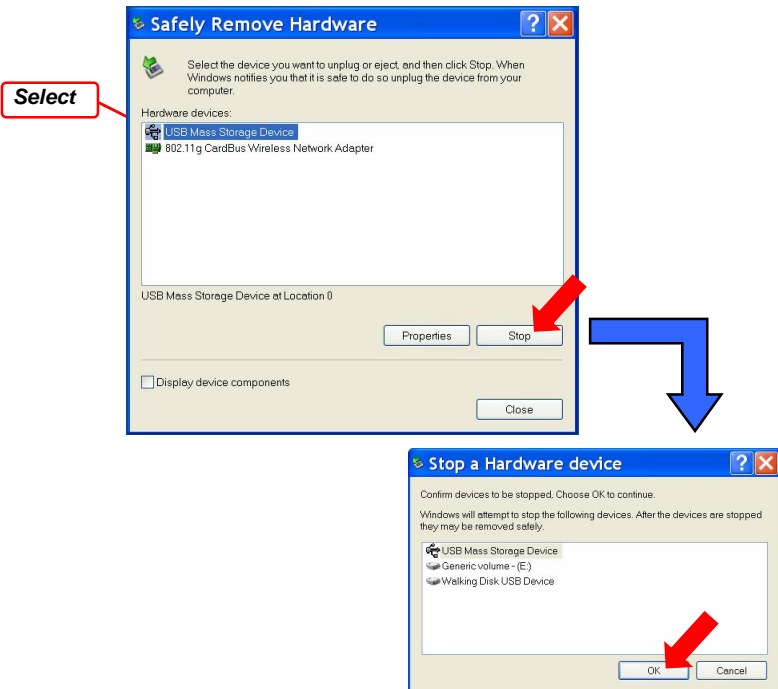 Safely Remove Hardware
Select the device you want to unplug or eject, and then click Stop. When
Windows notifies you that it is safe to do so unplug the device from your
computer.
Select
Hardware devices:
USB Mass Storage Device
802.11g CardBus Wireless Network Adapter
USB Mass Storage Device at Location 0
Properties
Stop
Display device components
Close
Stop a Hardware device
Confirm devices to be stopped, Choose OK to continue.
Windows will attempt to stop the following devices. After the devices are stopped
they may be removed safely.
USB Mass Storage Device
Generic volume - (E:)
Walking Disk USB Device
OK
Cancel